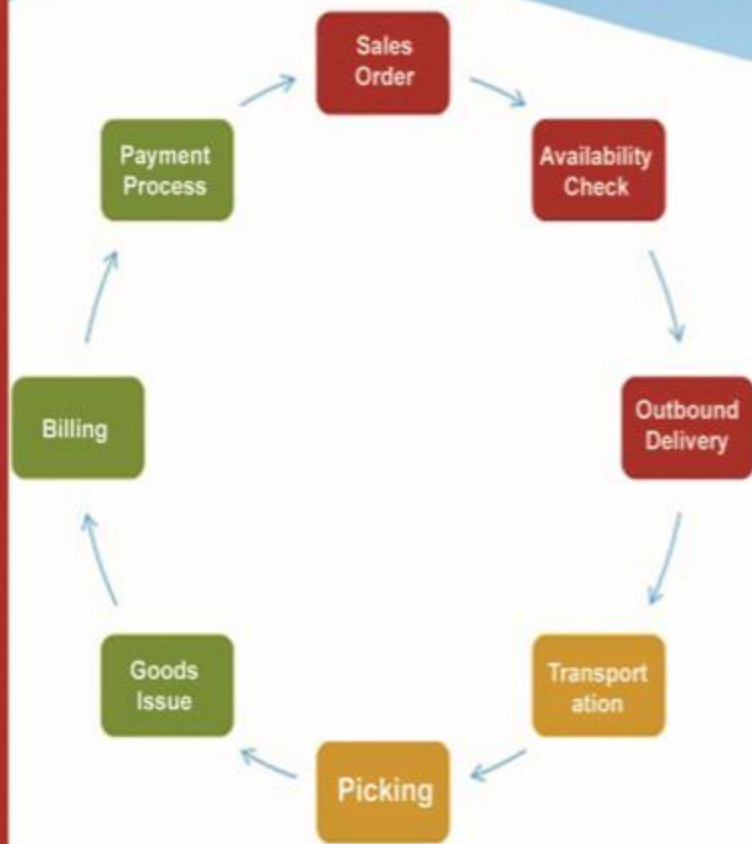 Sales
Order
Availability
Check
Outbound
Delivery
Transport
ation
Picking
Goods
Issue
Billing
Payment
Process